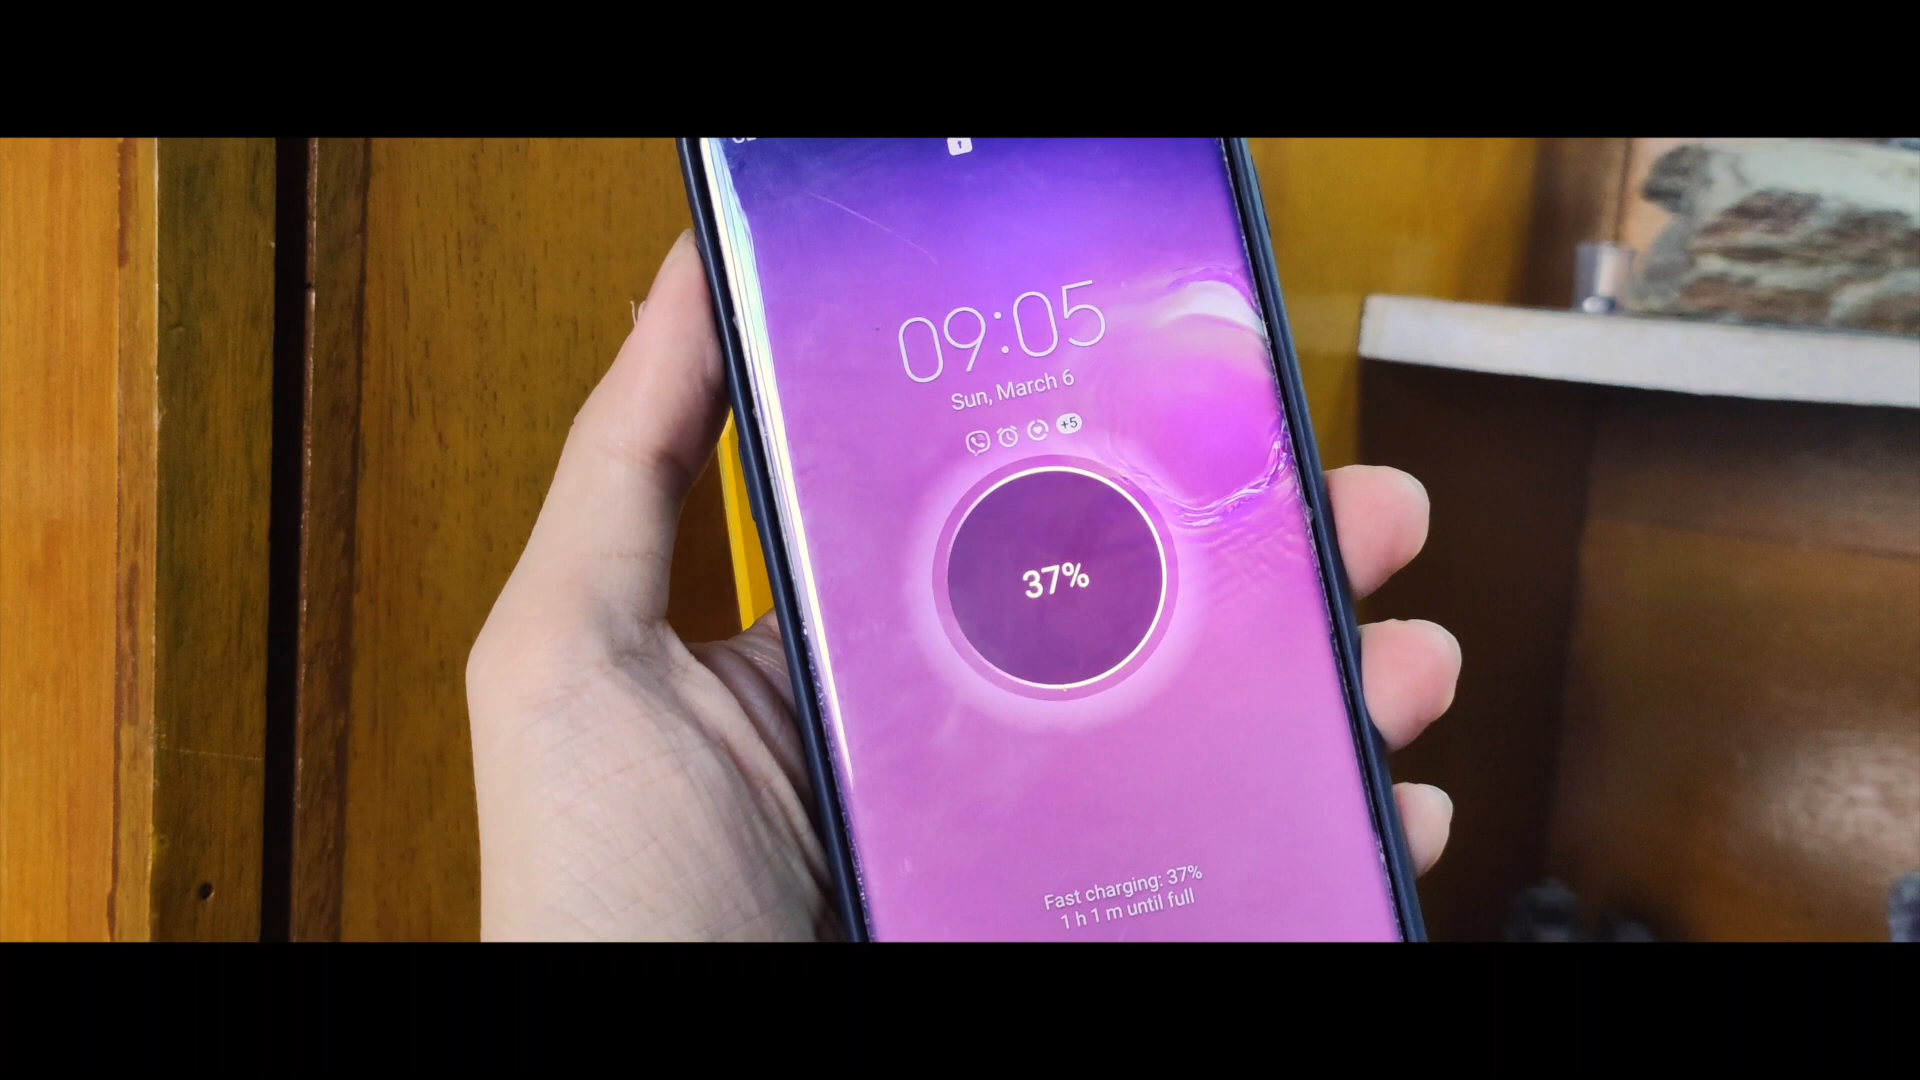 09:05
Sun, March 6
+5
37%
Fast charging: 37%
1 h 1 m until full